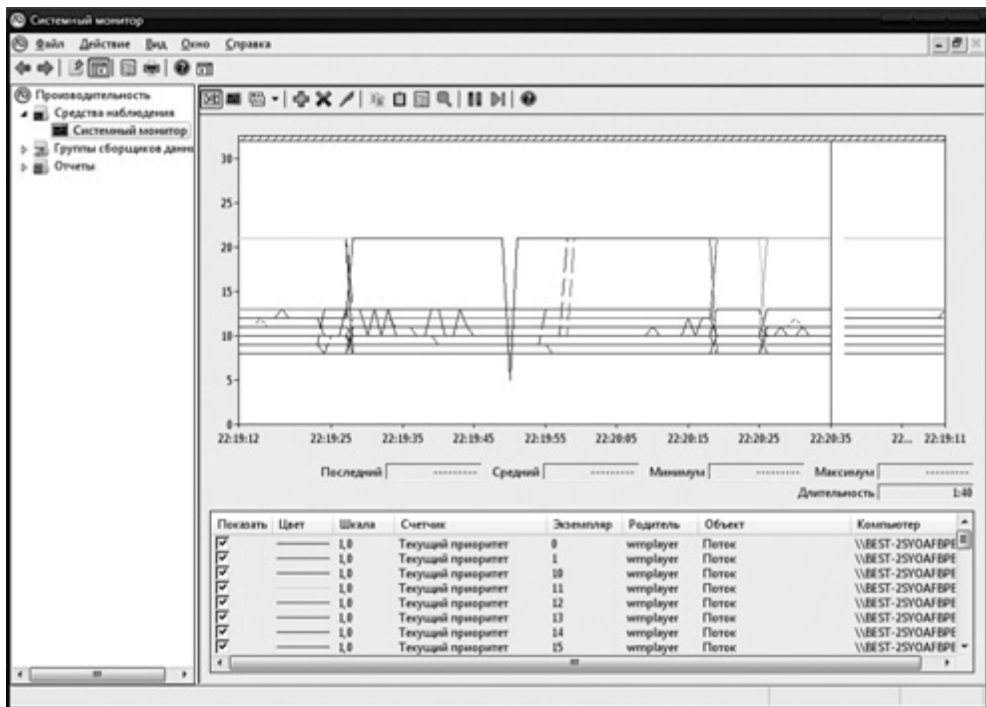 Системный монитор
Файл Действие Вид Окно Справка
Производительность
Средства наблюдения
Системный монитор
Группы сборщиков данн
Отчеты
30
25
20
15
10
5
0
22:19:12 22:19:25 22:19:35 22:19:45 22:19:55 22:20:05 22:20:15 22:20:25 22:20:35 22... 22:19:11
Последний --------- Средний --------- Минимум --------- Максимум ---------
Длительность 1:40
Показать Цвет Шкала Счетчик Экземпляр Родитель Объект Компьютер
1,0 Текущий приоритет 0 wmplayer Поток \\BEST-2SYOAFBPE
1,0 Текущий приоритет 1 wmplayer Поток \\BEST-2SYOAFBPE
1,0 Текущий приоритет 10 wmplayer Поток \\BEST-2SYOAFBPE
1,0 Текущий приоритет 11 wmplayer Поток \\BEST-2SYOAFBPE
1,0 Текущий приоритет 12 wmplayer Поток \\BEST-2SYOAFBPE
1,0 Текущий приоритет 13 wmplayer Поток \\BEST-2SYOAFBPE
1,0 Текущий приоритет 14 wmplayer Поток \\BEST-2SYOAFBPE
1,0 Текущий приоритет 15 wmplayer Поток \\BEST-2SYOAFBPE